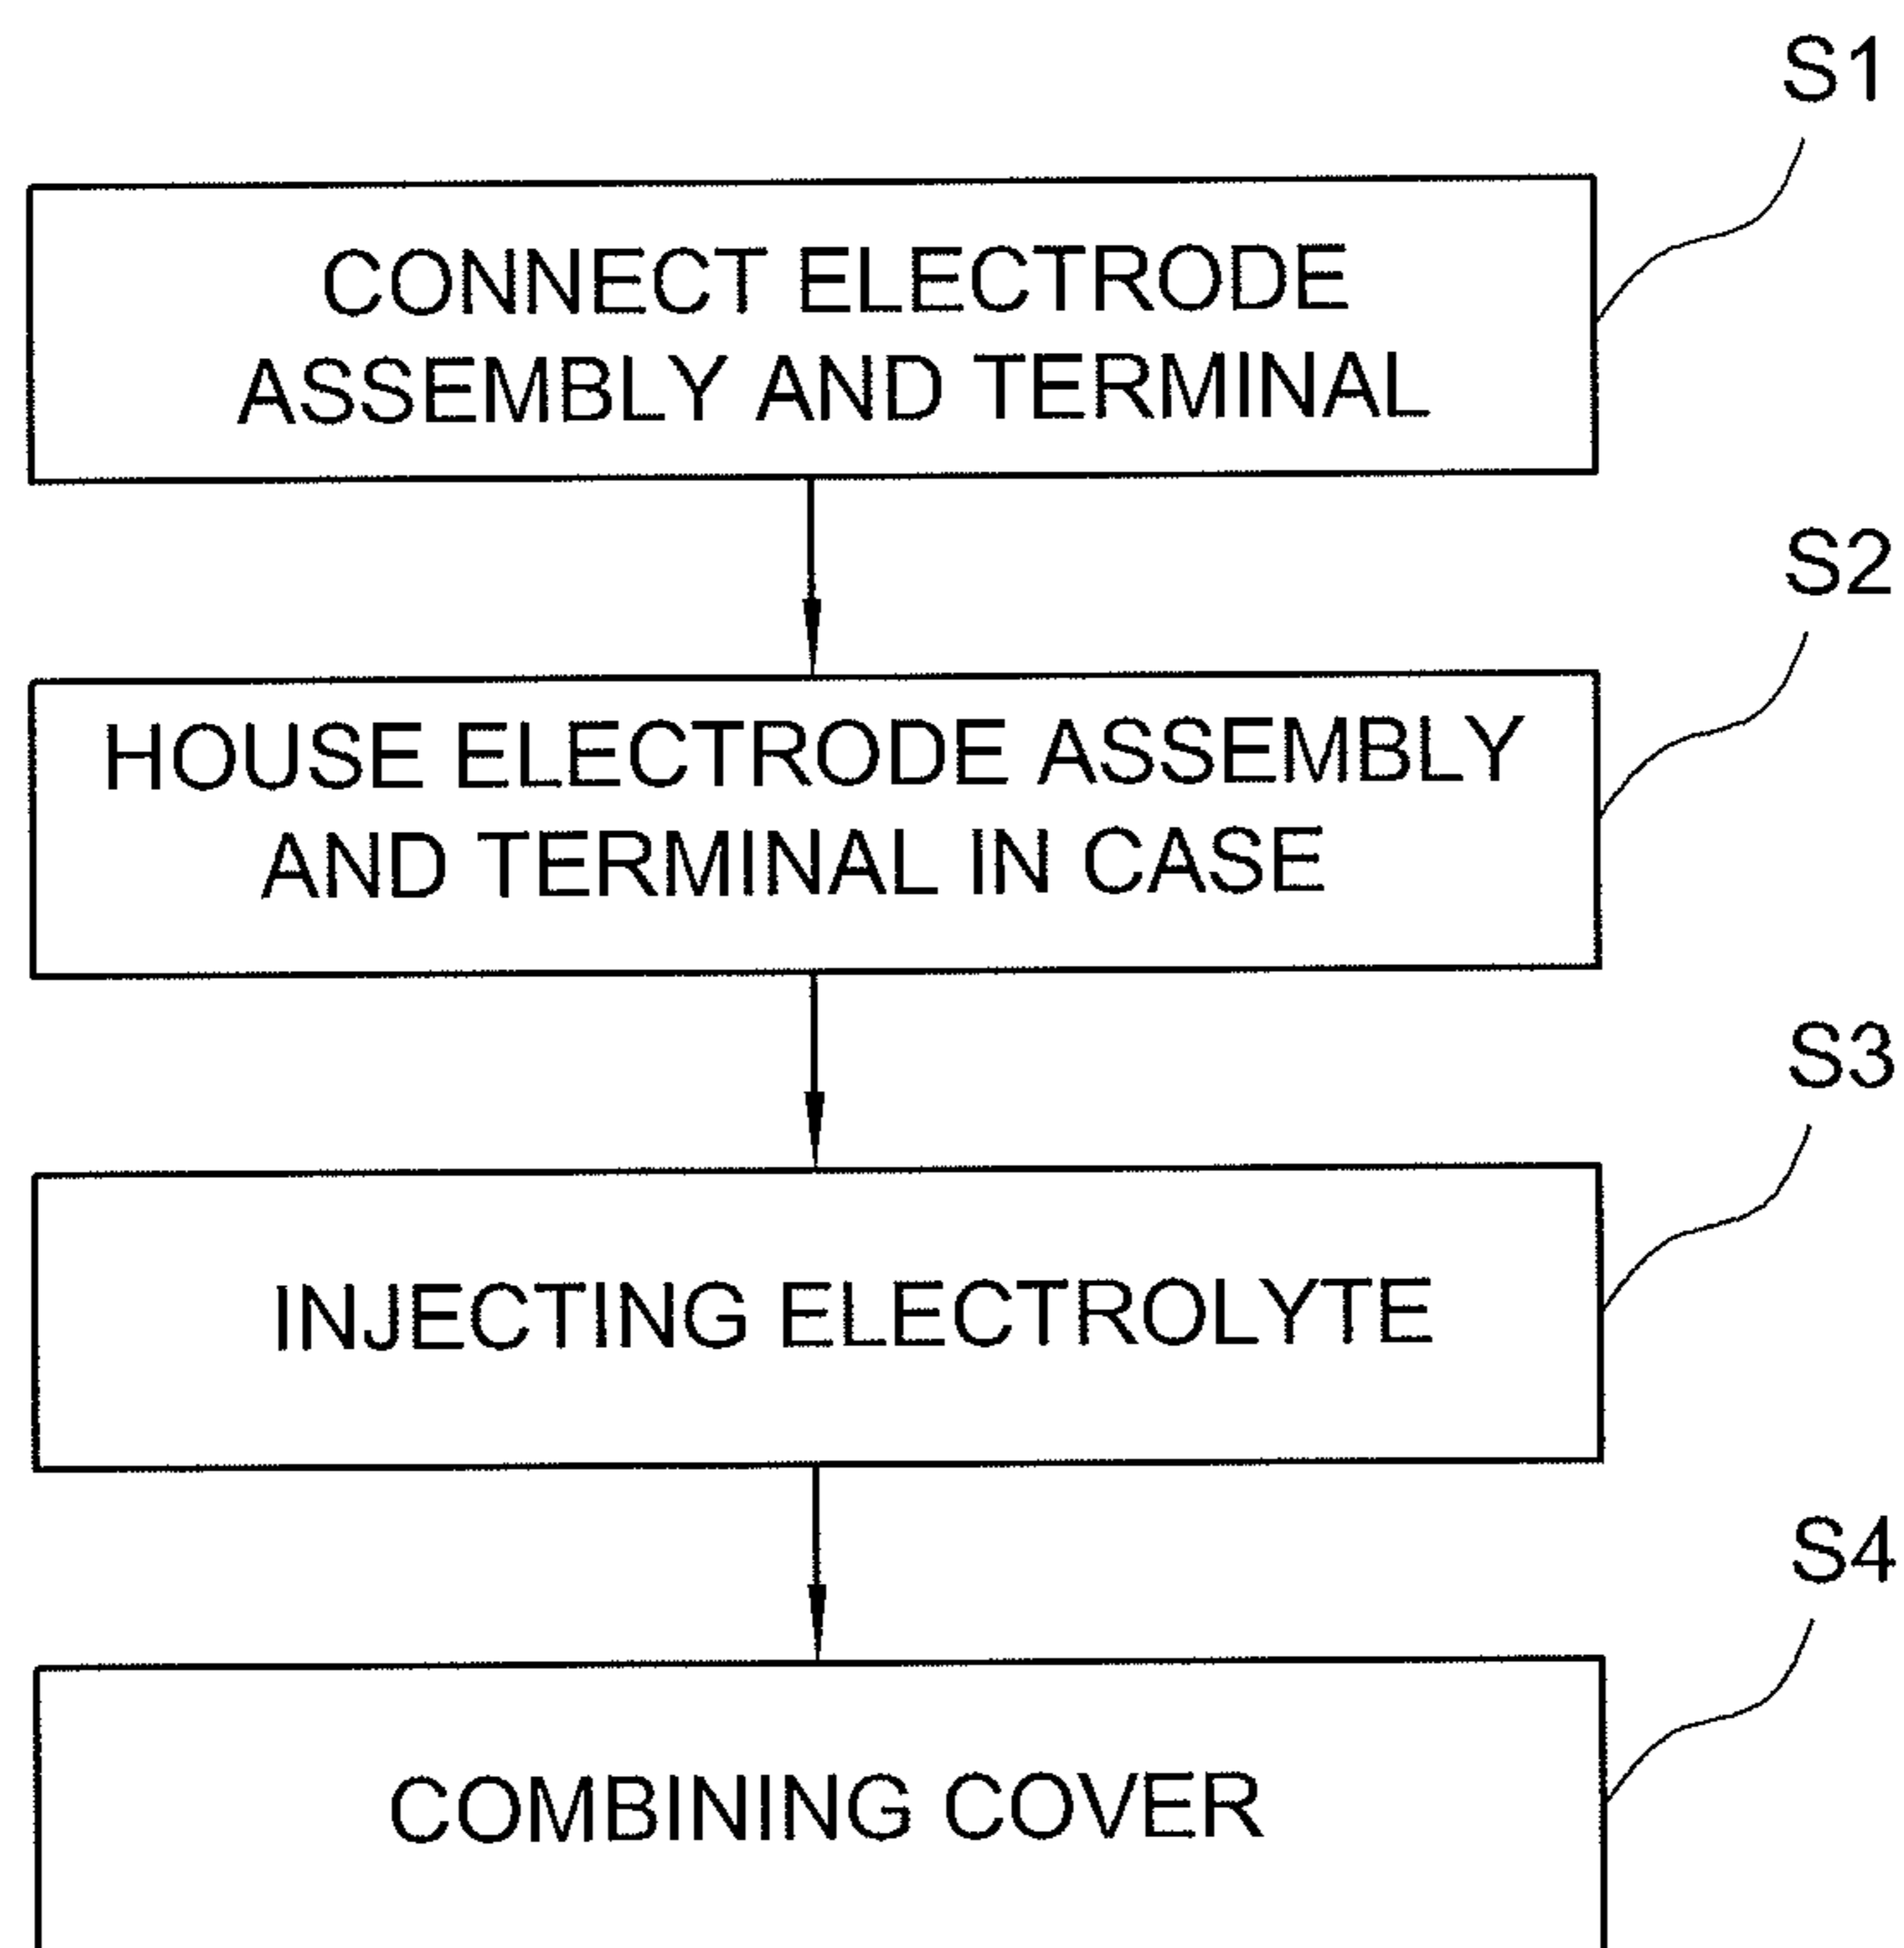 S1
CONNECT ELECTRODE
ASSEMBLY AND TERMINAL
S2
HOUSE ELECTRODE ASSEMBLY
AND TERMINAL IN CASE
S3
INJECTING ELECTROLYTE
S4
COMBINING COVER